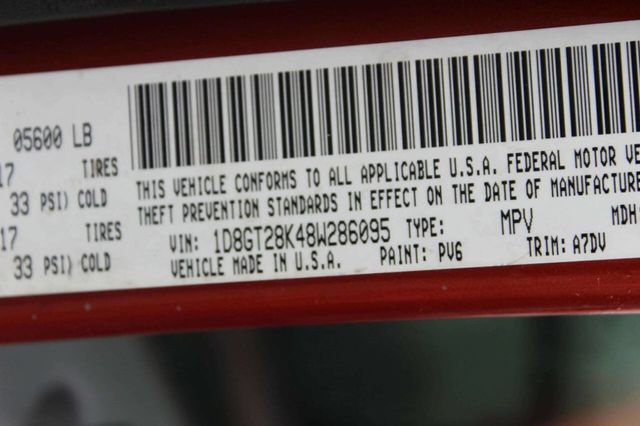 05600 LB
17 TIRES
33 PSI) COLD
17 TIRES
33 PSI) COLD
THIS VEHICLE CONFORMS TO ALL APPLICABLE U.S.A. FEDERAL MOTOR VE
THEFT PREVENTION STANDARDS IN EFFECT ON THE DATE OF MANUFACTURE
VIN: 1D8GT28K48W286095 TYPE: MPV MDH:
VEHICLE MADE IN U.S.A. PAINT: PV6 TRIM: A7DV